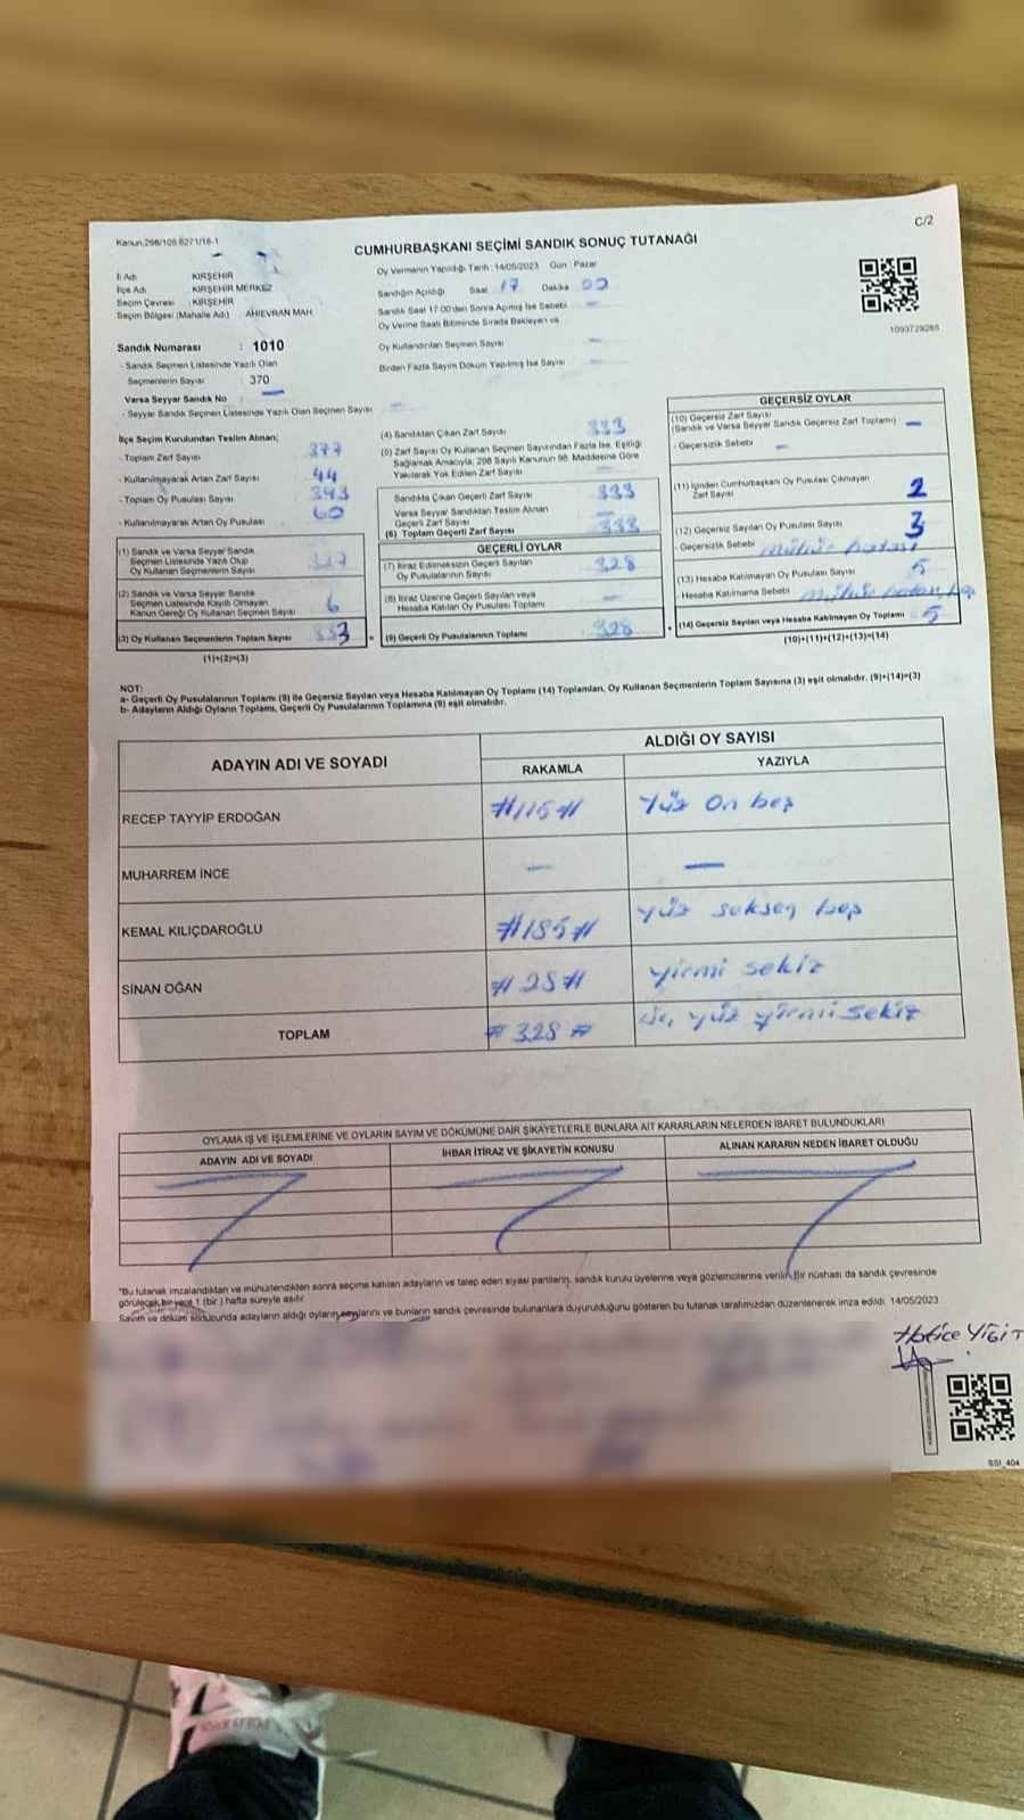 C/2
Kanun,298/105 6271/18-1
CUMHURBAŞKANI SEÇİMİ SANDIK SONUÇ TUTANAĞI
İl Adı KIRŞEHİR
İlçe Adı KIRŞEHİR MERKEZ
Seçim Çevresi : KIRŞEHİR
Seçim Bölgesi (Mahalle Adı) AHİEVRAN MAH
Oy Vermenin Yapıldığı Tarih :14/05/2023 Gün : Pazar
Sandığın Açıldığı Saat 17 Dakika 00
Sandık Saat 17:00'den Sonra Açılmış İse Sebebi
Oy Verme Saati Bitiminde Sırada Bekleyen ve
Oy Kullandırılan Seçmen Sayısı
Birden Fazla Sayım Döküm Yapılmış İse Sayısı
1093729285
Sandık Numarası : 1010
- Sandık Seçmen Listesinde Yazılı Olan
Seçmenlerin Sayısı : 370
Varsa Seyyar Sandık No
- Seyyar Sandık Seçmen Listesinde Yazılı Olan Seçmen Sayısı
İlçe Seçim Kurulundan Teslim Alınan;
- Toplam Zarf Sayısı 377
- Kullanılmayarak Artan Zarf Sayısı 44
- Toplam Oy Pusulası Sayısı 393
- Kullanılmayarak Artan Oy Pusulası 60
(1) Sandık ve Varsa Seyyar Sandık
Seçmen Listesinde Yazılı Olup
Oy Kullanan Seçmenlerin Sayısı 327
(2) Sandık ve Varsa Seyyar Sandık
Seçmen Listesinde Kayıtlı Olmayan
Kanun Gereği Oy Kullanan Seçmen Sayısı 6
(3) Oy Kullanan Seçmenlerin Toplam Sayısı 333
(1)+(2)=(3)
(4) Sandıktan Çıkan Zarf Sayısı 333
(5) Zarf Sayısı Oy Kullanan Seçmen Sayısından Fazla İse, Eşitliği
Sağlamak Amacıyla, 298 Sayılı Kanunun 98. Maddesine Göre
Yakılarak Yok Edilen Zarf Sayısı
Sandıkta Çıkan Geçerli Zarf Sayısı 333
Varsa Seyyar Sandıktan Teslim Alınan
Geçerli Zarf Sayısı
(6) Toplam Geçerli Zarf Sayısı 333
GEÇERLİ OYLAR
(7) İtiraz Edilmeksizin Geçerli Sayılan
Oy Pusulalarının Sayısı 328
(8) İtiraz Üzerine Geçerli Sayılan veya
Hesaba Katılan Oy Pusulası Toplamı
(9) Geçerli Oy Pusulalarının Toplamı 328
GEÇERSİZ OYLAR
(10) Geçersiz Zarf Sayısı
(Sandık ve Varsa Seyyar Sandık Geçersiz Zarf Toplamı)
- Geçersizlik Sebebi
(11) İçinden Cumhurbaşkanı Oy Pusulası Çıkmayan
Zarf Sayısı 2
(12) Geçersiz Sayılan Oy Pusulası Sayısı 3
- Geçersizlik Sebebi mühür hatası
(13) Hesaba Katılmayan Oy Pusulası Sayısı 5
- Hesaba Katılmama Sebebi mühür
(14) Geçersiz Sayılan veya Hesaba Katılmayan Oy Toplamı 5
(10)+(11)+(12)+(13)=(14)
NOT:
a- Geçerli Oy Pusulalarının Toplamı (9) ile Geçersiz Sayılan veya Hesaba Katılmayan Oy Toplamı (14) Toplamları, Oy Kullanan Seçmenlerin Toplam Sayısına (3) eşit olmalıdır. (9)+(14)=(3)
b- Adayların Aldığı Oyların Toplamı, Geçerli Oy Pusulalarının Toplamına (9) eşit olmalıdır.
ADAYIN ADI VE SOYADI
ALDIĞI OY SAYISI
RAKAMLA YAZIYLA
RECEP TAYYİP ERDOĞAN #115# Yüz On beş
MUHARREM İNCE — —
KEMAL KILIÇDAROĞLU #185# yüz seksen beş
SİNAN OĞAN #28# yirmi sekiz
TOPLAM #328# üç yüz yirmi sekiz
OYLAMA İŞ VE İŞLEMLERİNE VE OYLARIN SAYIM VE DÖKÜMÜNE DAİR ŞİKAYETLERLE BUNLARA AİT KARARLARIN NELERDEN İBARET BULUNDUKLARI
ADAYIN ADI VE SOYADI İHBAR İTİRAZ VE ŞİKAYETİN KONUSU ALINAN KARARIN NEDEN İBARET OLDUĞU
"Bu tutanak imzalandıktan ve mühürlendikten sonra seçime katılan adayların ve talep eden siyasi partilerin, sandık kurulu üyelerine veya gözlemcilerine verilir. Bir nüshası da sandık çevresinde
görülecek bir yere 1 (bir) hafta süreyle asılır.
Sayım ve döküm sonucunda adayların aldığı oyların sayılarını ve bunların sandık çevresinde bulunanlara duyurulduğunu gösteren bu tutanak tarafımızdan düzenlenerek imza edildi. 14/05/2023
Hatice YİĞİT
SSI_404